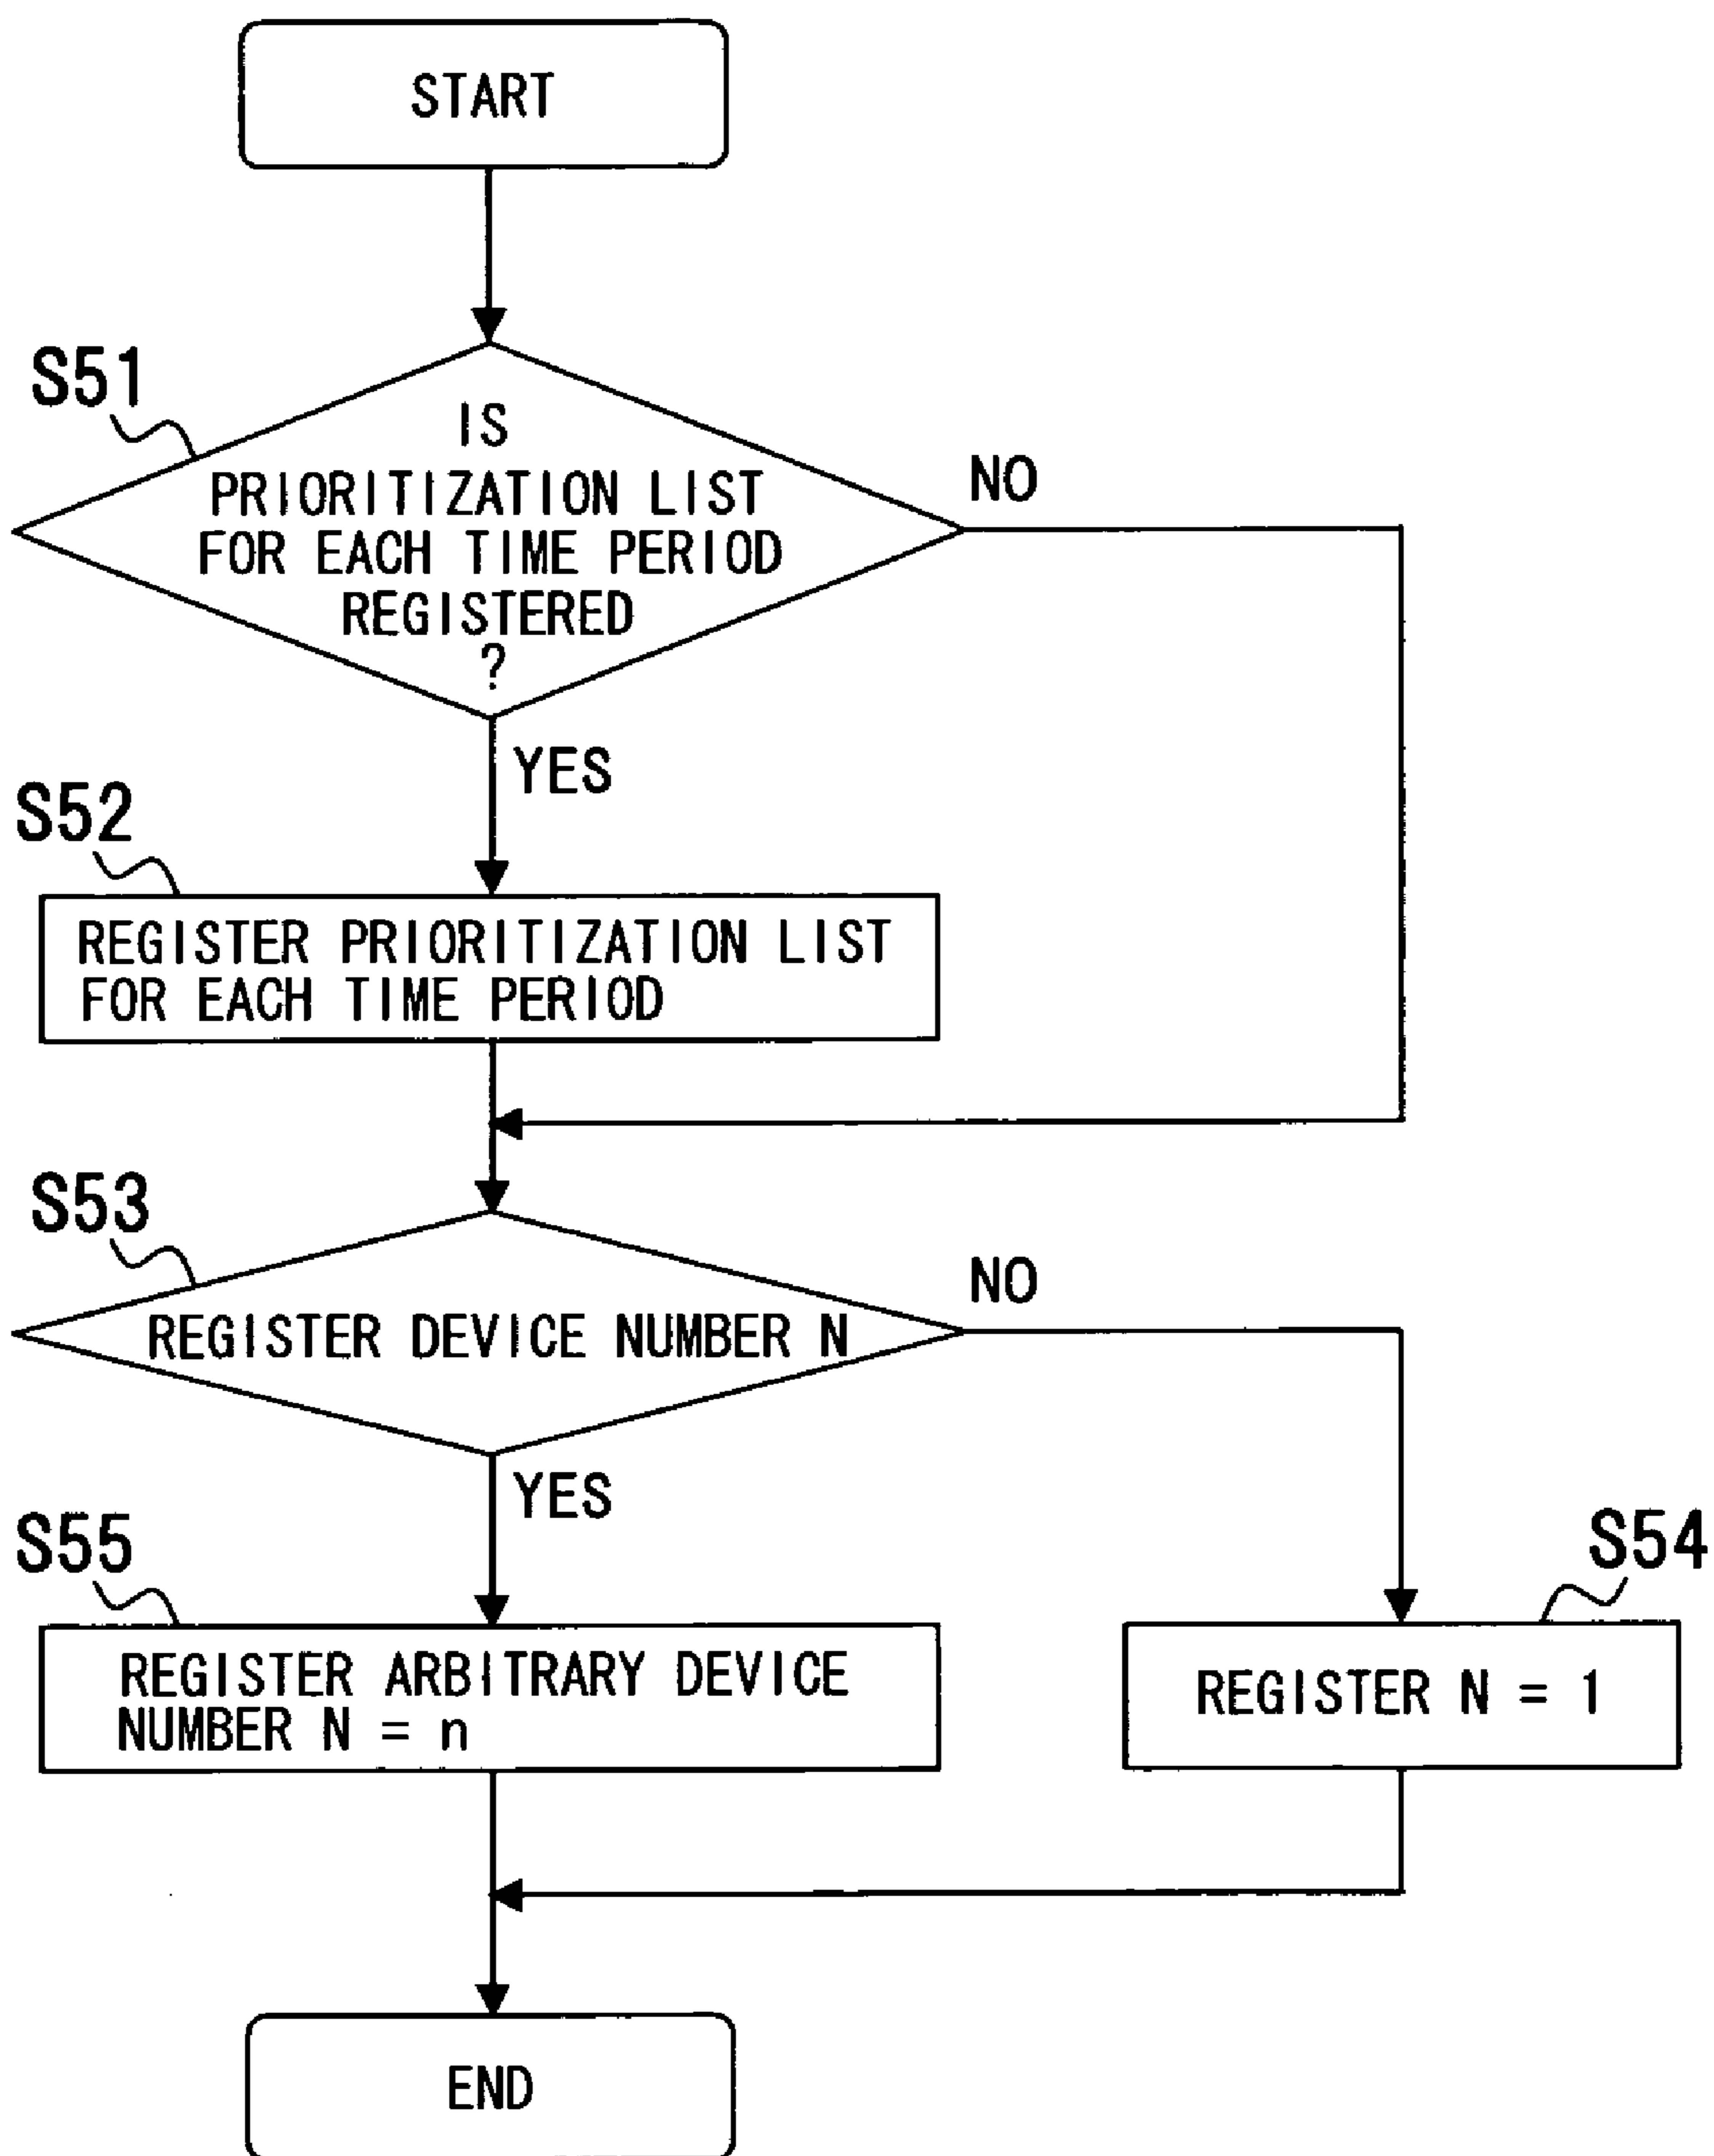 START
S51
IS
PRIORITIZATION LIST
FOR EACH TIME PERIOD
REGISTERED
?
NO
YES
S52
REGISTER PRIORITIZATION LIST
FOR EACH TIME PERIOD
S53
REGISTER DEVICE NUMBER N
NO
YES
S55
REGISTER ARBITRARY DEVICE
NUMBER N = n
S54
REGISTER N = 1
END